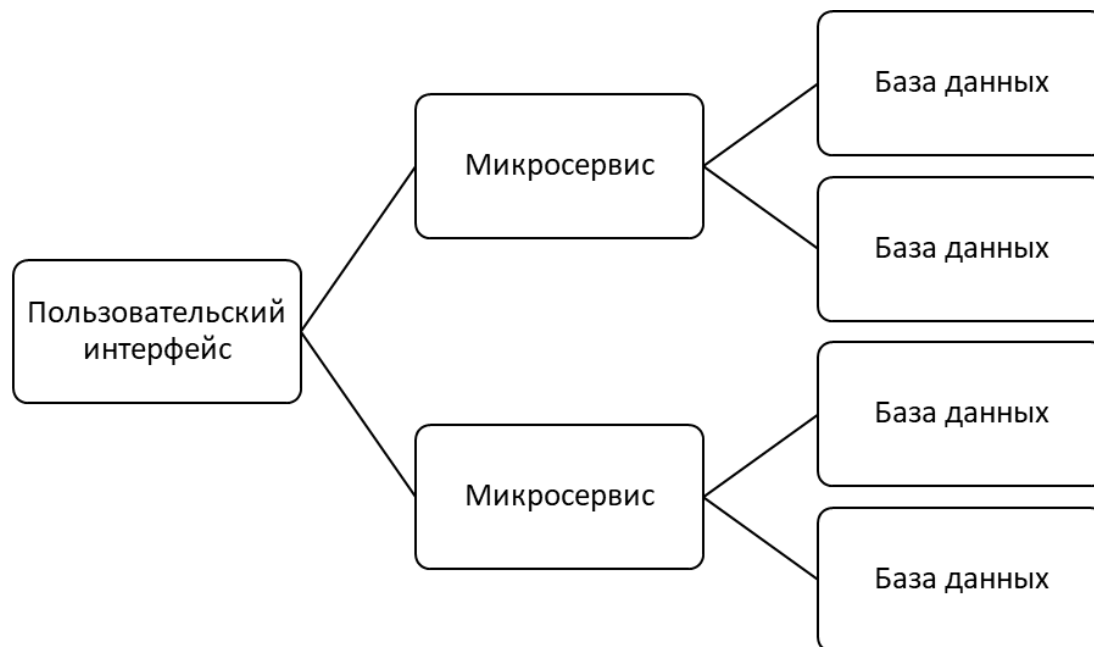 Пользовательский
интерфейс
Микросервис
Микросервис
База данных
База данных
База данных
База данных